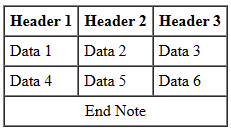 Header 1 Header 2 Header 3
Data 1 Data 2 Data 3
Data 4 Data 5 Data 6
End Note